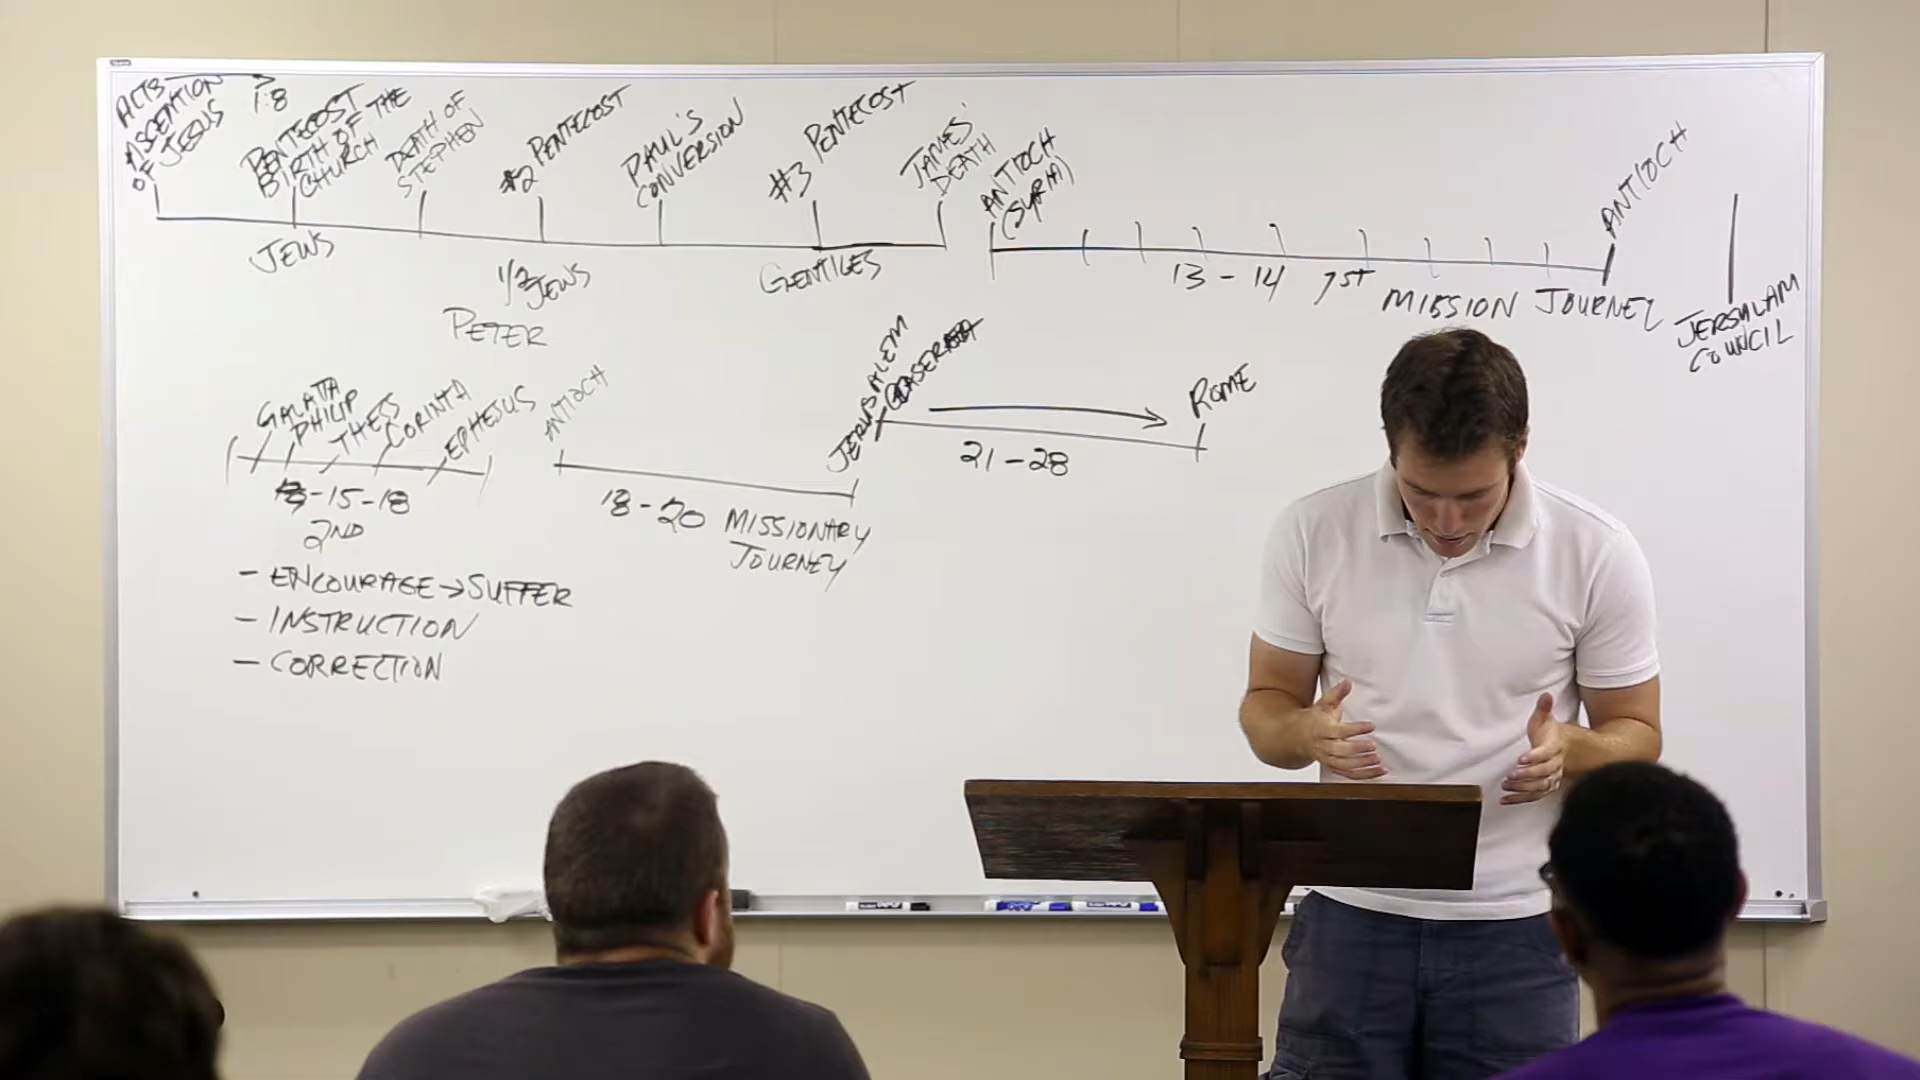 ACTS
1:8
ASCENTION
OF JESUS
PENTECOST
BIRTH OF THE
CHURCH
DEATH OF
STEPHEN
#2 PENTECOST
PAUL'S
CONVERSION
#3 PENTECOST
JAMES'
DEATH
JEWS
1/2 JEWS
GENTILES
PETER
ANTIOCH
(SYRIA)
ANTIOCH
13 - 14 1ST MISSION JOURNEY
JERSULAM
COUNCIL
GALATIA
PHILIP
THESS
CORINTH
EPHESUS
-15-18
2ND
- ENCOURAGE → SUFFER
- INSTRUCTION
- CORRECTION
ANTIOCH
JERUSALEM
18 - 20 MISSIONARY
JOURNEY
ROME
21 - 28